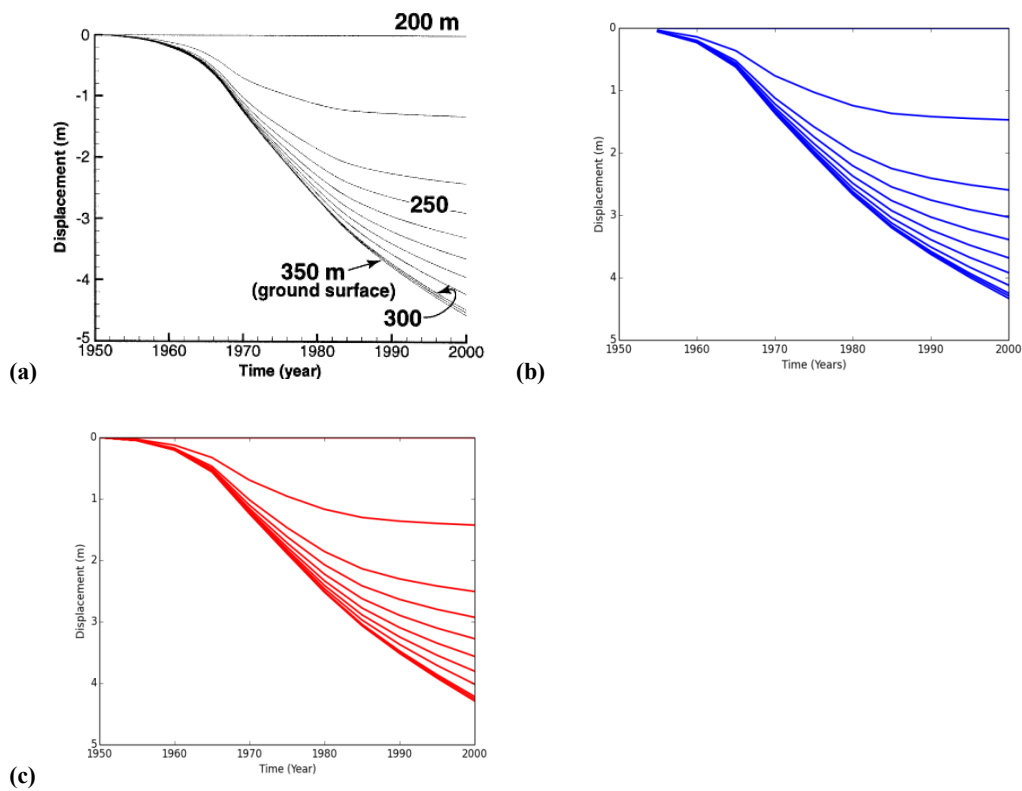 200 m
0
-1
-2
-3
-4
-5
Displacement (m)
250
350 m
(ground surface)
300
1950 1960 1970 1980 1990 2000
Time (year)
(a)
0
1
2
3
4
5
Displacement (m)
1950 1960 1970 1980 1990 2000
Time (Years)
(b)
0
1
2
3
4
5
Displacement (m)
1950 1960 1970 1980 1990 2000
Time (Year)
(c)